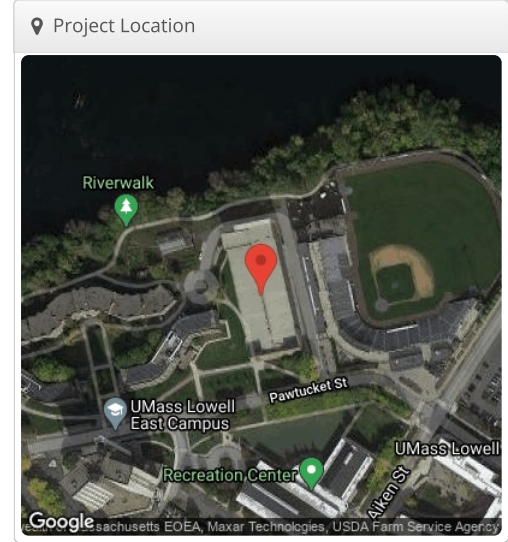 Project Location
Riverwalk
Pawtucket St
UMass Lowell
East Campus
UMass Lowell
Recreation Center
Aiken St
Google
Massachusetts EOEA, Maxar Technologies, USDA Farm Service Agency